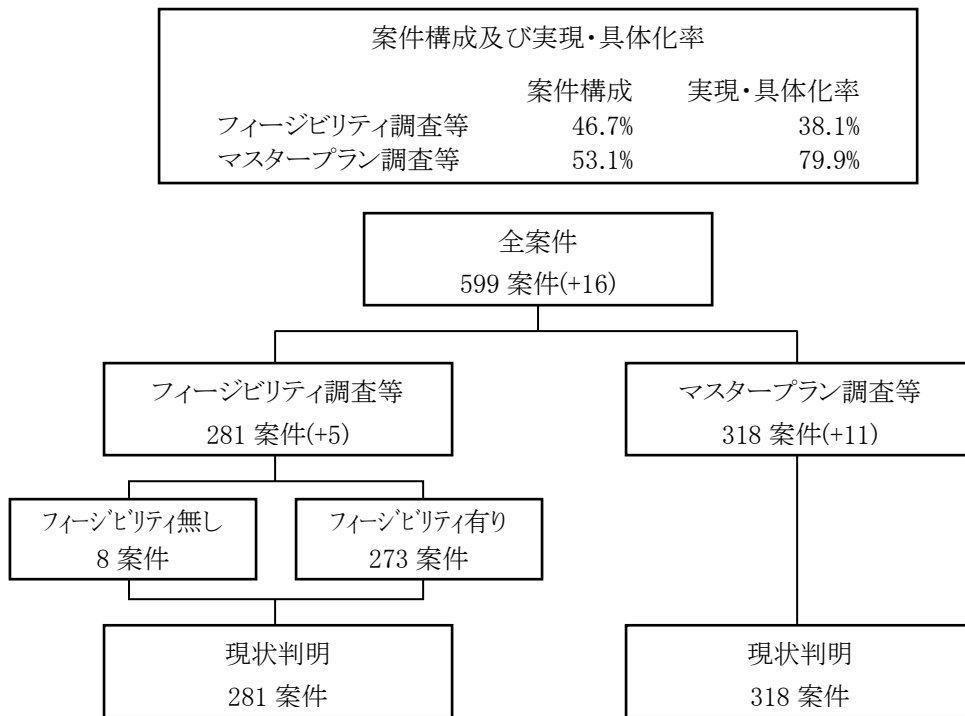 案件構成及び実現・具体化率
案件構成 実現・具体化率
フィージビリティ調査等 46.7% 38.1%
マスタープラン調査等 53.1% 79.9%
全案件
599 案件(+16)
フィージビリティ調査等
281 案件(+5)
マスタープラン調査等
318 案件(+11)
フィージビリティ無し
8 案件
フィージビリティ有り
273 案件
現状判明
281 案件
現状判明
318 案件